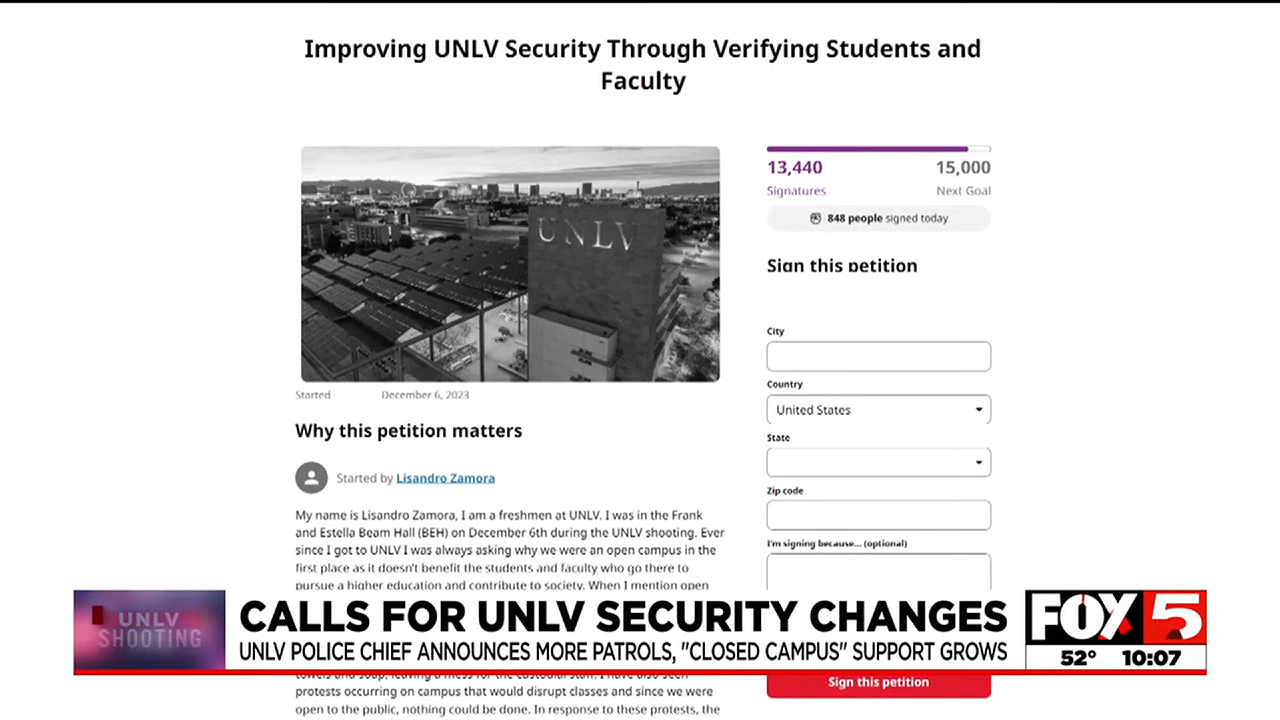 Improving UNLV Security Through Verifying Students and
Faculty
UNLV
13,440
15,000
Signatures
Next Goal
848 people signed today
Sign this petition
City
Country
United States
State
Zip code
I'm signing because... (optional)
Started
December 6, 2023
Why this petition matters
Started by Lisandro Zamora
My name is Lisandro Zamora, I am a freshmen at UNLV. I was in the Frank
and Estella Beam Hall (BEH) on December 6th during the UNLV shooting. Ever
since I got to UNLV I was always asking why we were an open campus in the
first place as it doesn't benefit the students and faculty who go there to
pursue a higher education and contribute to society. When I mention open
UNLV
SHOOTING
CALLS FOR UNLV SECURITY CHANGES
UNLV POLICE CHIEF ANNOUNCES MORE PATROLS, "CLOSED CAMPUS" SUPPORT GROWS
FOX 5
52° 10:07
towels and soap, leaving a mess for the custodial staff. I have also seen
protests occurring on campus that would disrupt classes and since we were
open to the public, nothing could be done. In response to these protests, the
Sign this petition